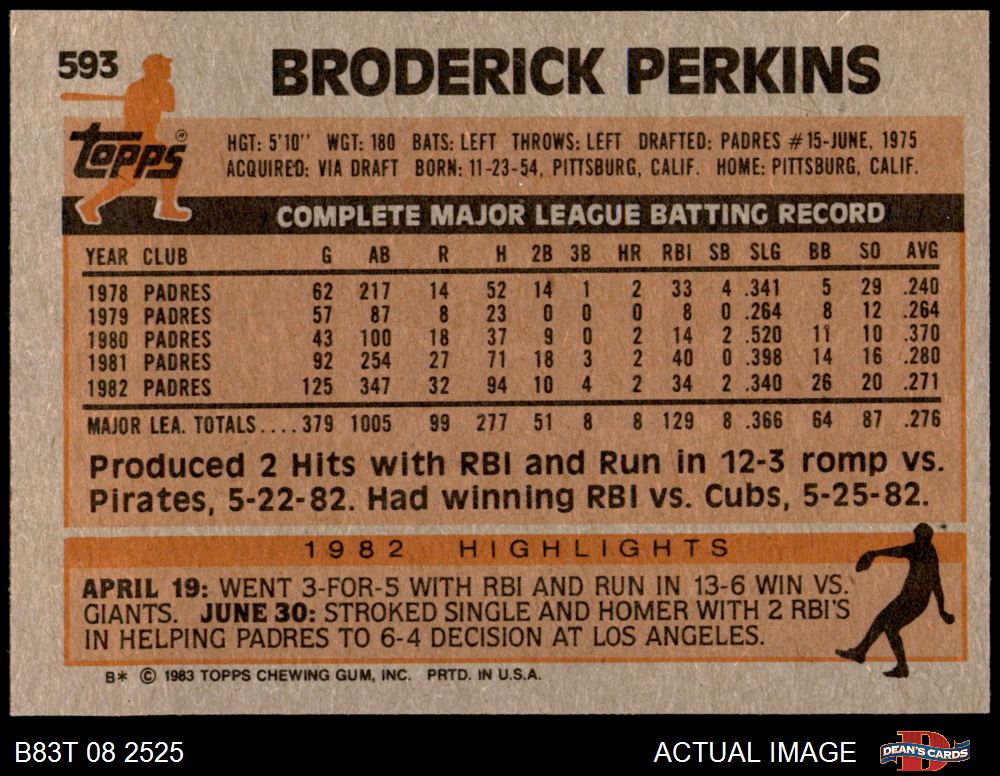 593
BRODERICK PERKINS
topps®
HGT: 5'10'' WGT: 180 BATS: LEFT THROWS: LEFT DRAFTED: PADRES #15-JUNE, 1975
ACQUIRED: VIA DRAFT BORN: 11-23-54, PITTSBURG, CALIF. HOME: PITTSBURG, CALIF.
COMPLETE MAJOR LEAGUE BATTING RECORD
YEAR CLUB G AB R H 2B 3B HR RBI SB SLG BB SO AVG
1978 PADRES 62 217 14 52 14 1 2 33 4 .341 5 29 .240
1979 PADRES 57 87 8 23 0 0 0 8 0 .264 8 12 .264
1980 PADRES 43 100 18 37 9 0 2 14 2 .520 11 10 .370
1981 PADRES 92 254 27 71 18 3 2 40 0 .398 14 16 .280
1982 PADRES 125 347 32 94 10 4 2 34 2 .340 26 20 .271
MAJOR LEA. TOTALS....379 1005 99 277 51 8 8 129 8 .366 64 87 .276
Produced 2 Hits with RBI and Run in 12-3 romp vs.
Pirates, 5-22-82. Had winning RBI vs. Cubs, 5-25-82.
1982 HIGHLIGHTS
APRIL 19: WENT 3-FOR-5 WITH RBI AND RUN IN 13-6 WIN VS.
GIANTS. JUNE 30: STROKED SINGLE AND HOMER WITH 2 RBI'S
IN HELPING PADRES TO 6-4 DECISION AT LOS ANGELES.
B* © 1983 TOPPS CHEWING GUM, INC. PRTD. IN U.S.A.
B83T 08 2525 ACTUAL IMAGE DEAN'S CARDS